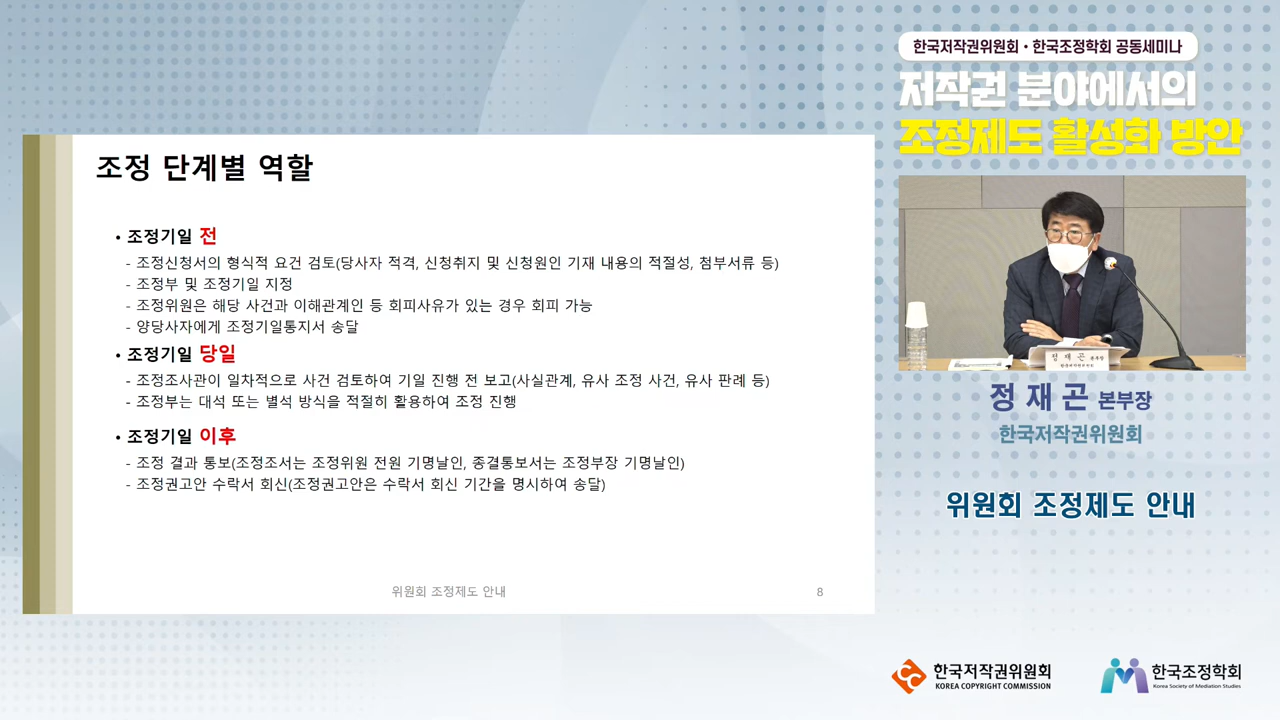 한국저작권위원회 • 한국조정학회 공동세미나
저작권 분야에서의
조정제도 활성화 방안
조정 단계별 역할
• 조정기일 전
- 조정신청서의 형식적 요건 검토(당사자 적격, 신청취지 및 신청원인 기재 내용의 적절성, 첨부서류 등)
- 조정부 및 조정기일 지정
- 조정위원은 해당 사건과 이해관계인 등 회피사유가 있는 경우 회피 가능
- 양당사자에게 조정기일통지서 송달
• 조정기일 당일
- 조정조사관이 일차적으로 사건 검토하여 기일 진행 전 보고(사실관계, 유사 조정 사건, 유사 판례 등)
- 조정부는 대석 또는 별석 방식을 적절히 활용하여 조정 진행
• 조정기일 이후
- 조정 결과 통보(조정조서는 조정위원 전원 기명날인, 종결통보서는 조정부장 기명날인)
- 조정권고안 수락서 회신(조정권고안은 수락서 회신 기간을 명시하여 송달)
위원회 조정제도 안내
8
정 재 곤 본부장
한국저작권위원회
정 재 곤 본부장
한국저작권위원회
위원회 조정제도 안내
한국저작권위원회
KOREA COPYRIGHT COMMISSION
한국조정학회
Korea Society of Mediation Studies